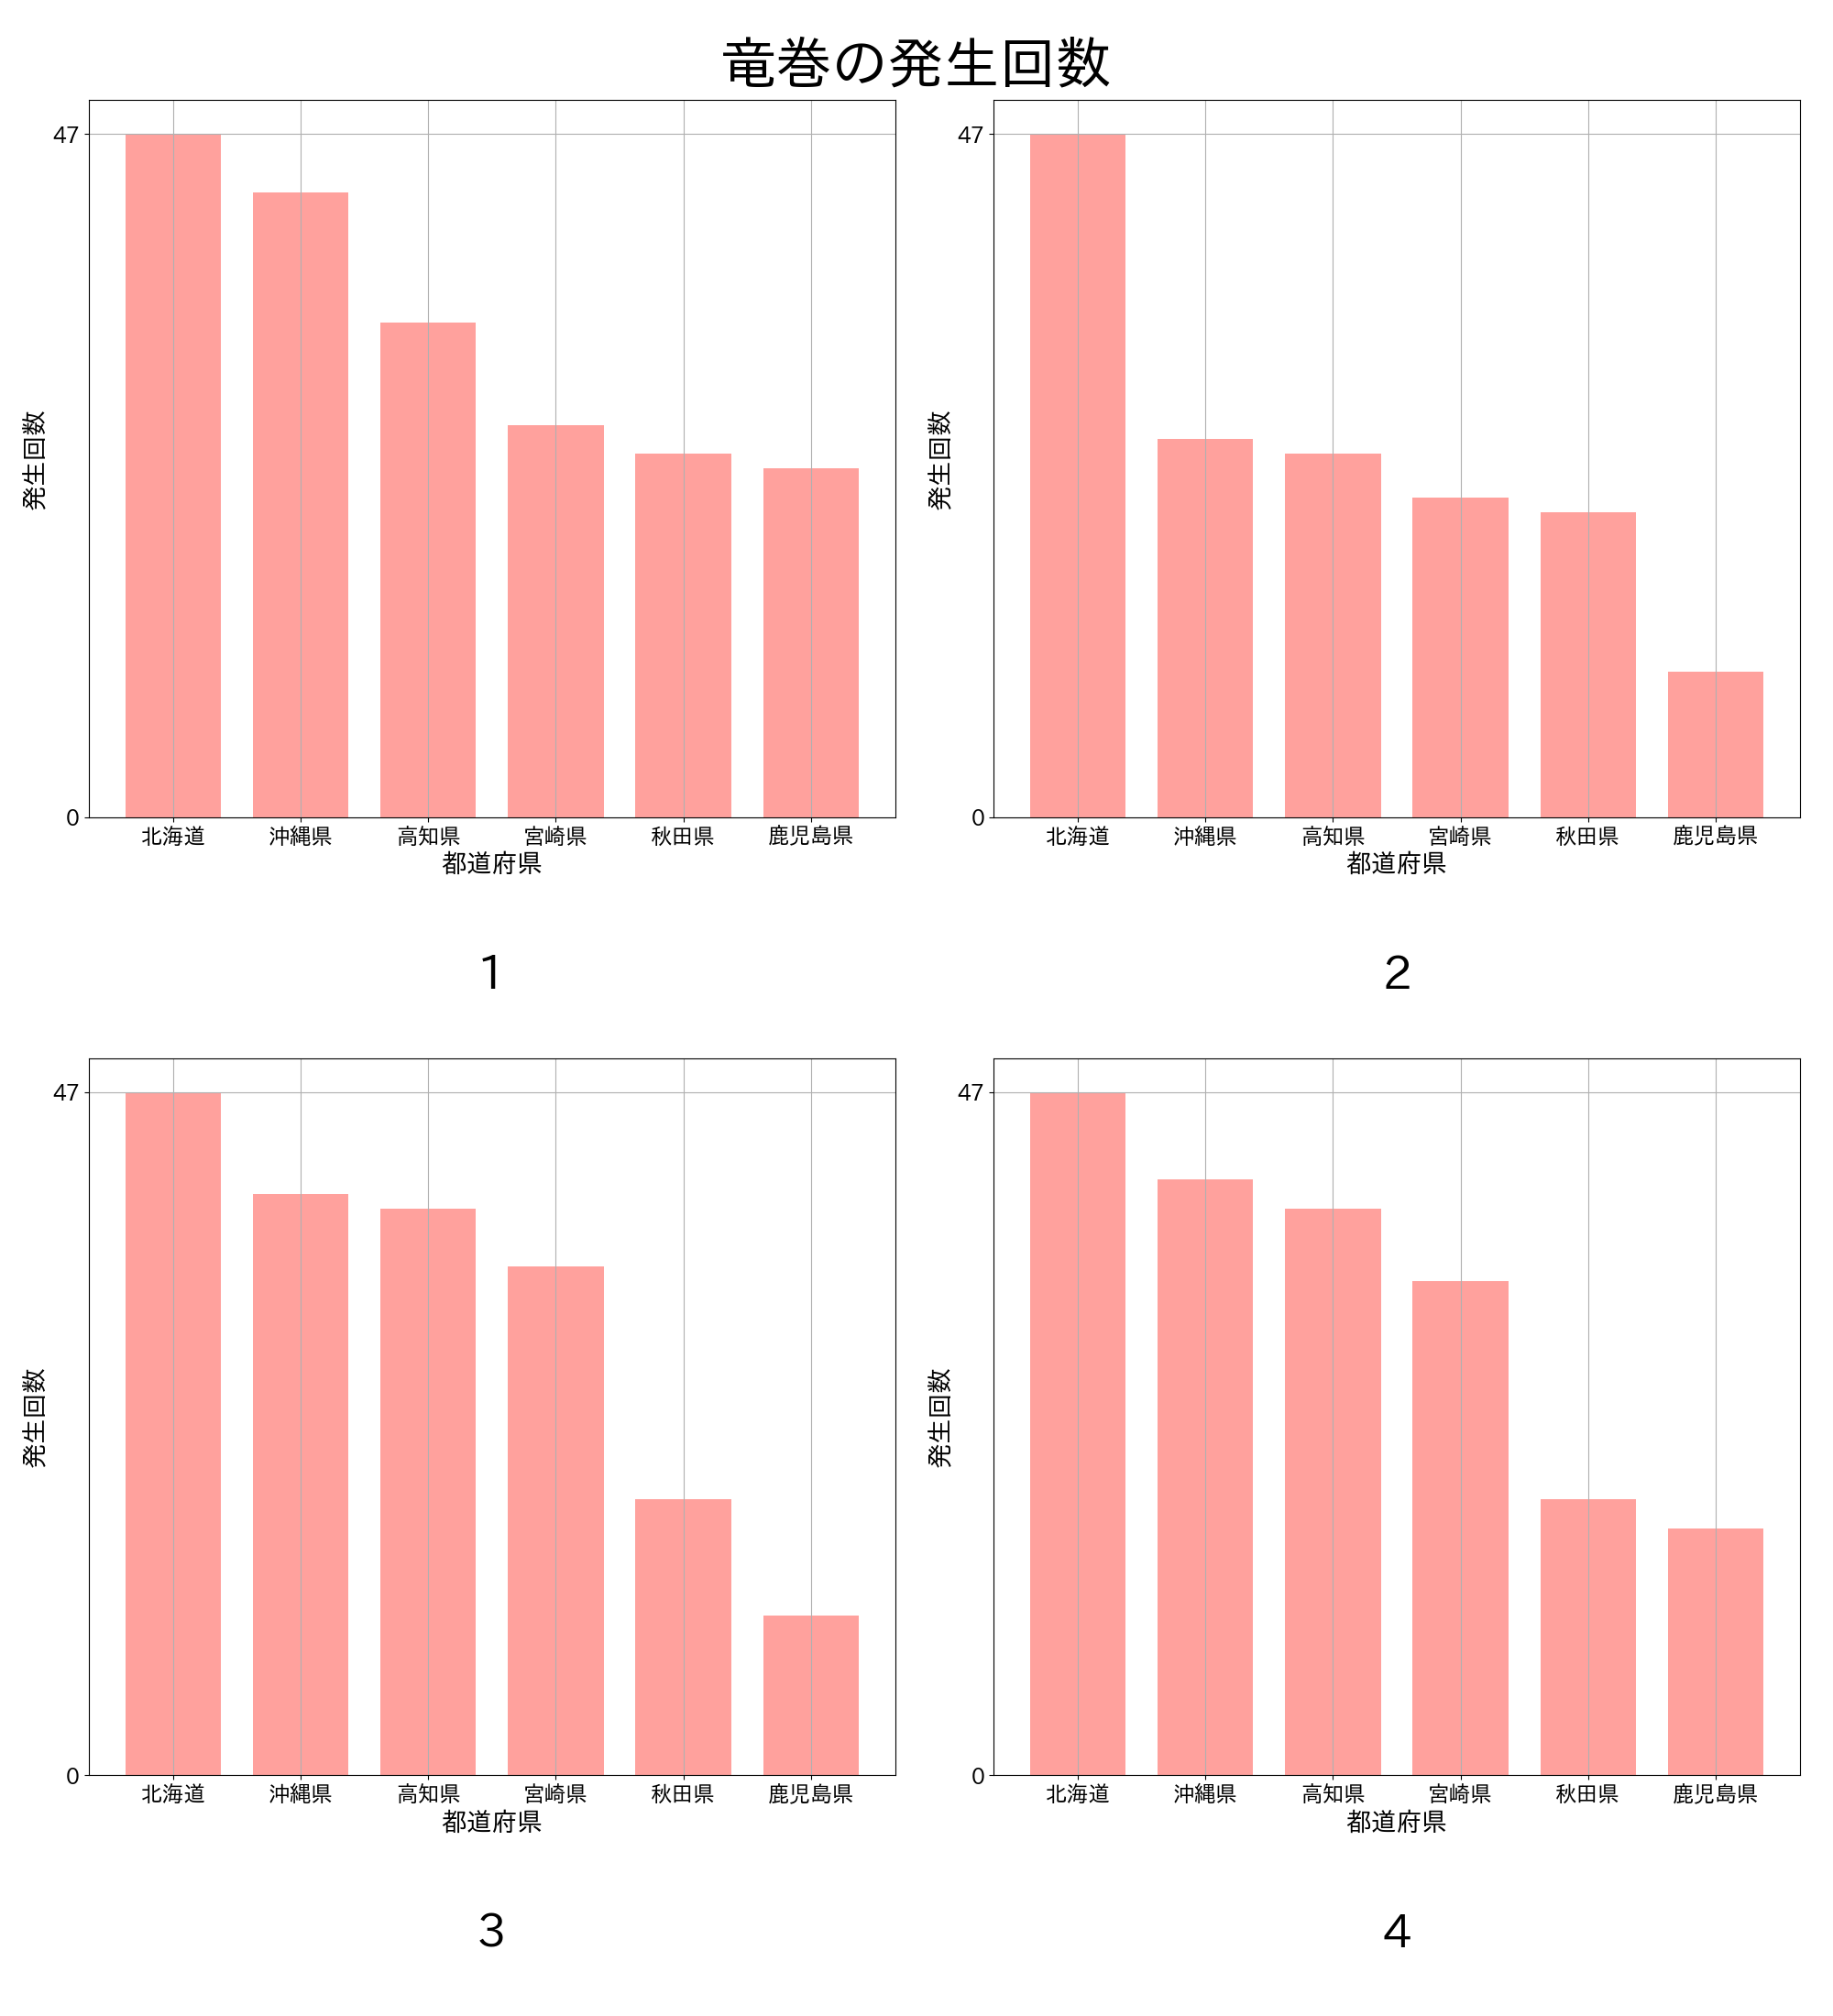 竜巻の発生回数
47
0
発生回数
北海道 沖縄県 高知県 宮崎県 秋田県 鹿児島県
都道府県
1
47
0
発生回数
北海道 沖縄県 高知県 宮崎県 秋田県 鹿児島県
都道府県
2
47
0
発生回数
北海道 沖縄県 高知県 宮崎県 秋田県 鹿児島県
都道府県
3
47
0
発生回数
北海道 沖縄県 高知県 宮崎県 秋田県 鹿児島県
都道府県
4